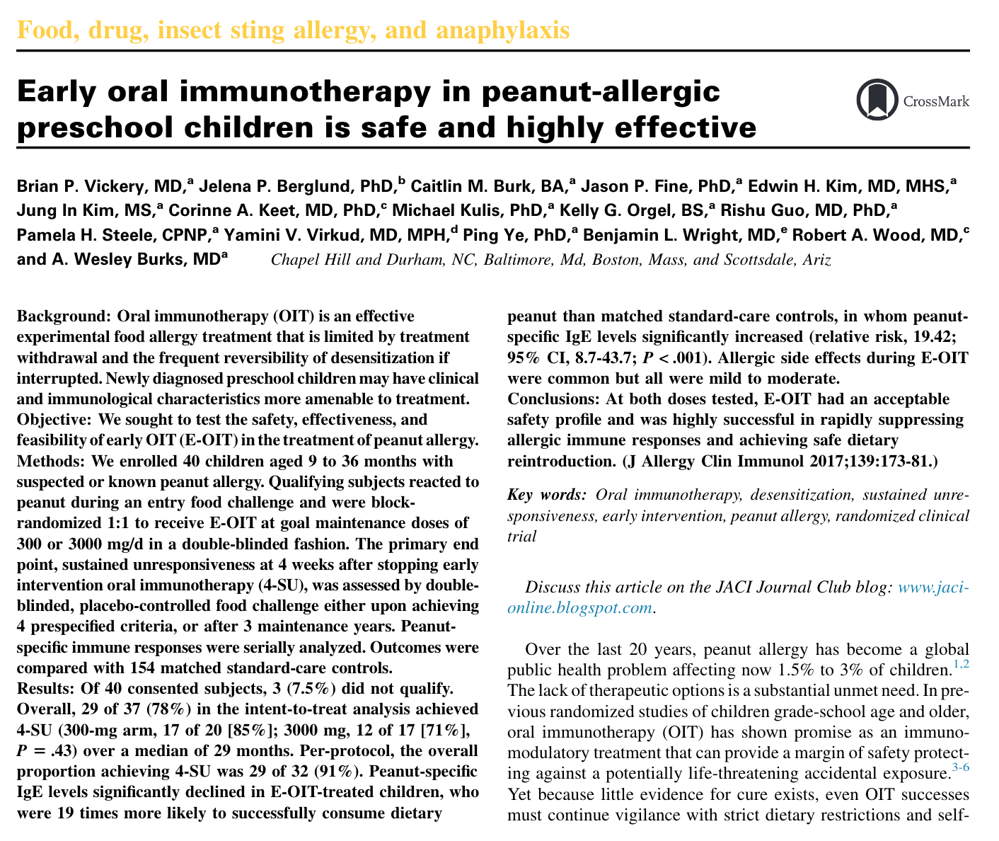 Food, drug, insect sting allergy, and anaphylaxis
Early oral immunotherapy in peanut-allergic
preschool children is safe and highly effective
CrossMark
Brian P. Vickery, MD,a Jelena P. Berglund, PhD,b Caitlin M. Burk, BA,a Jason P. Fine, PhD,a Edwin H. Kim, MD, MHS,a
Jung In Kim, MS,a Corinne A. Keet, MD, PhD,c Michael Kulis, PhD,a Kelly G. Orgel, BS,a Rishu Guo, MD, PhD,a
Pamela H. Steele, CPNP,a Yamini V. Virkud, MD, MPH,d Ping Ye, PhD,a Benjamin L. Wright, MD,e Robert A. Wood, MD,c
and A. Wesley Burks, MDa Chapel Hill and Durham, NC, Baltimore, Md, Boston, Mass, and Scottsdale, Ariz
Background: Oral immunotherapy (OIT) is an effective
experimental food allergy treatment that is limited by treatment
withdrawal and the frequent reversibility of desensitization if
interrupted. Newly diagnosed preschool children may have clinical
and immunological characteristics more amenable to treatment.
Objective: We sought to test the safety, effectiveness, and
feasibility of early OIT (E-OIT) in the treatment of peanut allergy.
Methods: We enrolled 40 children aged 9 to 36 months with
suspected or known peanut allergy. Qualifying subjects reacted to
peanut during an entry food challenge and were block-
randomized 1:1 to receive E-OIT at goal maintenance doses of
300 or 3000 mg/d in a double-blinded fashion. The primary end
point, sustained unresponsiveness at 4 weeks after stopping early
intervention oral immunotherapy (4-SU), was assessed by double-
blinded, placebo-controlled food challenge either upon achieving
4 prespecified criteria, or after 3 maintenance years. Peanut-
specific immune responses were serially analyzed. Outcomes were
compared with 154 matched standard-care controls.
Results: Of 40 consented subjects, 3 (7.5%) did not qualify.
Overall, 29 of 37 (78%) in the intent-to-treat analysis achieved
4-SU (300-mg arm, 17 of 20 [85%]; 3000 mg, 12 of 17 [71%],
P = .43) over a median of 29 months. Per-protocol, the overall
proportion achieving 4-SU was 29 of 32 (91%). Peanut-specific
IgE levels significantly declined in E-OIT-treated children, who
were 19 times more likely to successfully consume dietary
peanut than matched standard-care controls, in whom peanut-
specific IgE levels significantly increased (relative risk, 19.42;
95% CI, 8.7-43.7; P < .001). Allergic side effects during E-OIT
were common but all were mild to moderate.
Conclusions: At both doses tested, E-OIT had an acceptable
safety profile and was highly successful in rapidly suppressing
allergic immune responses and achieving safe dietary
reintroduction. (J Allergy Clin Immunol 2017;139:173-81.)
Key words: Oral immunotherapy, desensitization, sustained unre-
sponsiveness, early intervention, peanut allergy, randomized clinical
trial
Discuss this article on the JACI Journal Club blog: www.jaci-
online.blogspot.com.
Over the last 20 years, peanut allergy has become a global
public health problem affecting now 1.5% to 3% of children.1,2
The lack of therapeutic options is a substantial unmet need. In pre-
vious randomized studies of children grade-school age and older,
oral immunotherapy (OIT) has shown promise as an immuno-
modulatory treatment that can provide a margin of safety protect-
ing against a potentially life-threatening accidental exposure.3-6
Yet because little evidence for cure exists, even OIT successes
must continue vigilance with strict dietary restrictions and self-